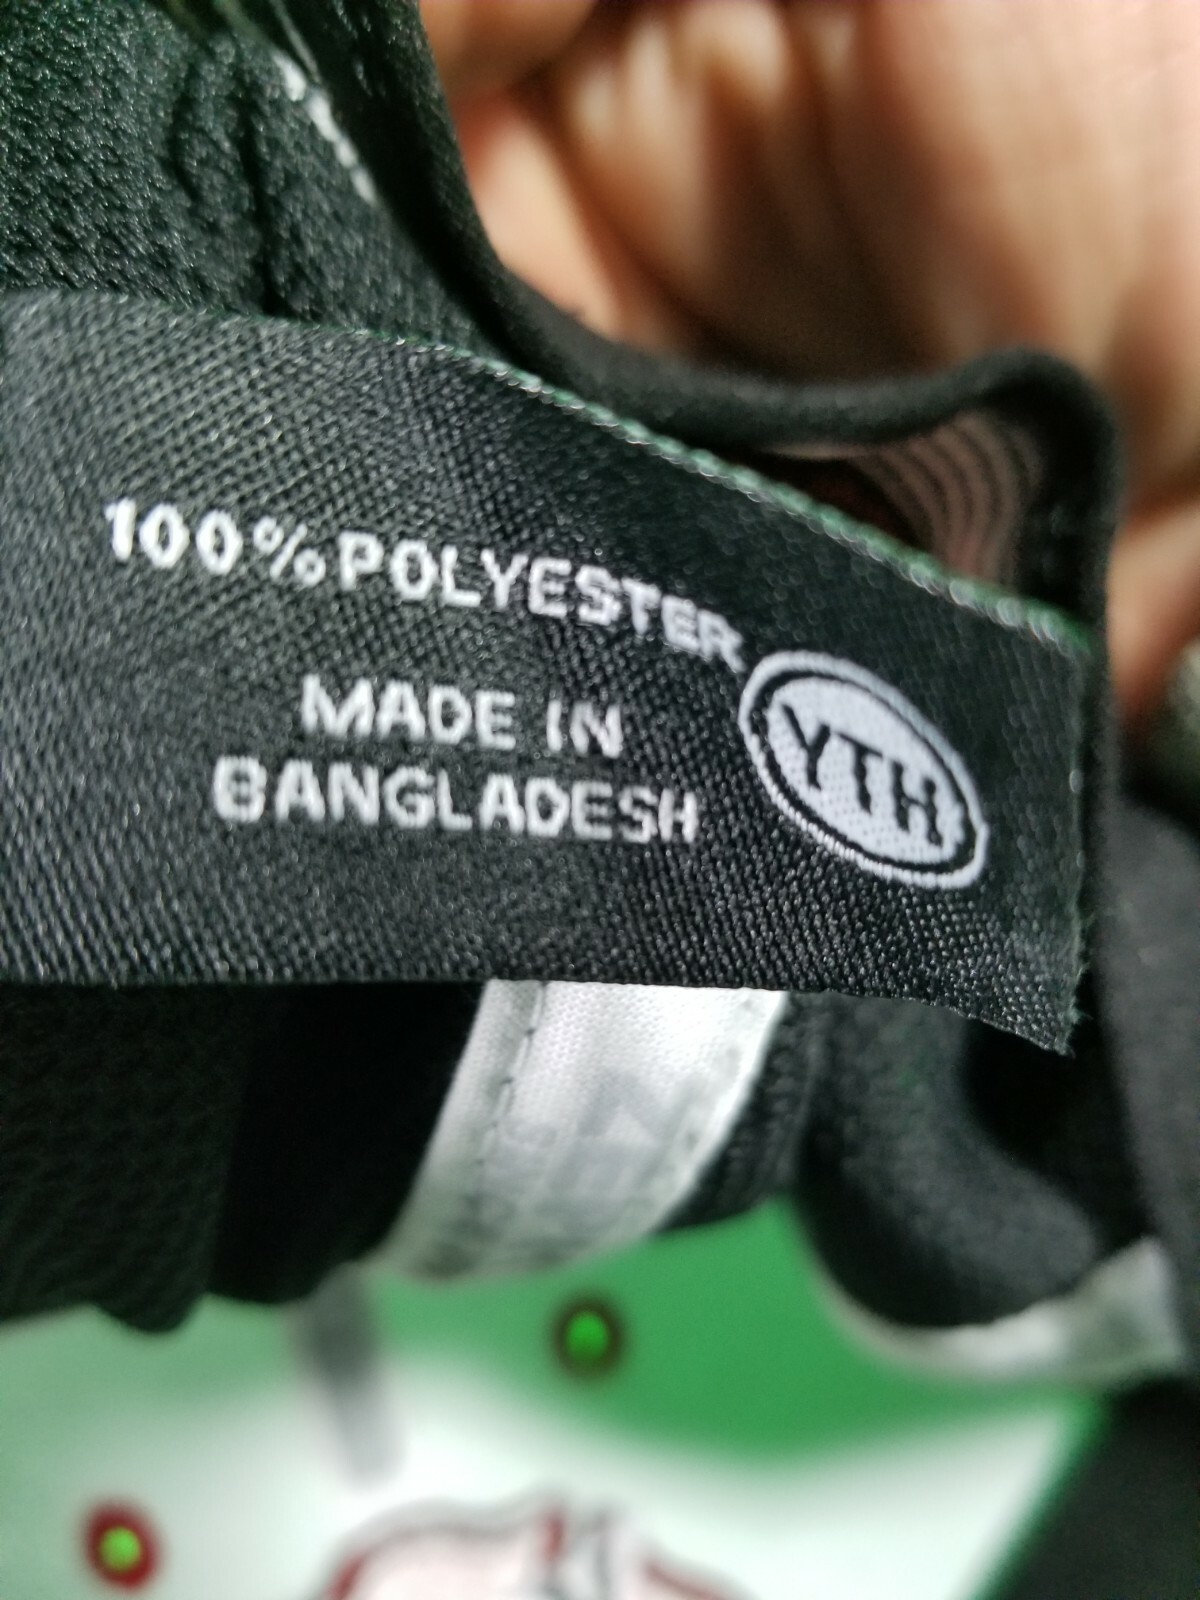 100% POLYESTER
MADE IN
BANGLADESH
YTH